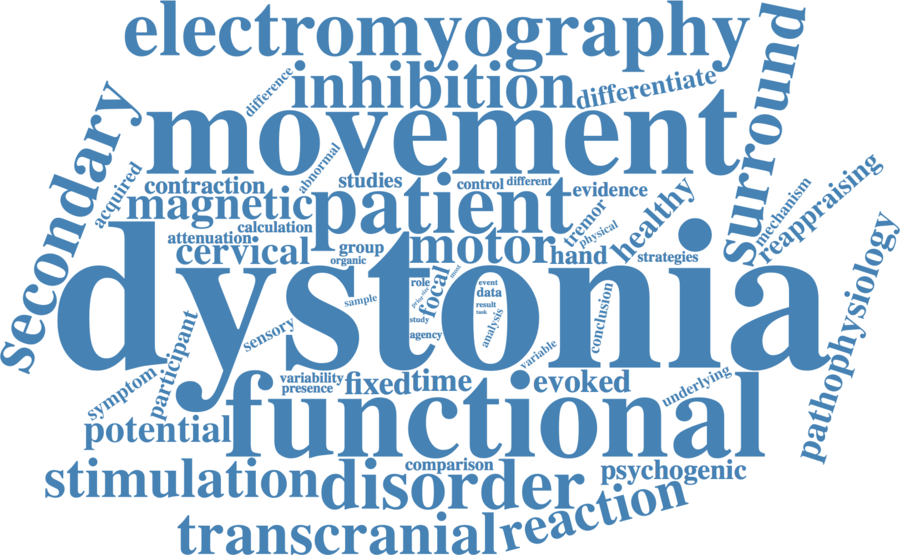 electromyography
surround
difference
inhibition
differentiate
secondary
movement
abnormal
acquired
contraction
studies
control
different
evidence
healthy
mechanism
reappraising
magnetic
patient
tremor
physical
calculation
attenuation
cervical
group
organic
motor
hand
strategies
pathophysiology
dystonia
role
focal
most
event
data
sample
result
task
study
agency
analysis
conclusion
sensory
variable
participant
symptom
variability
presence
fixed
time
evoked
underlying
potential
functional
stimulation
disorder
comparison
psychogenic
transcranial
reaction